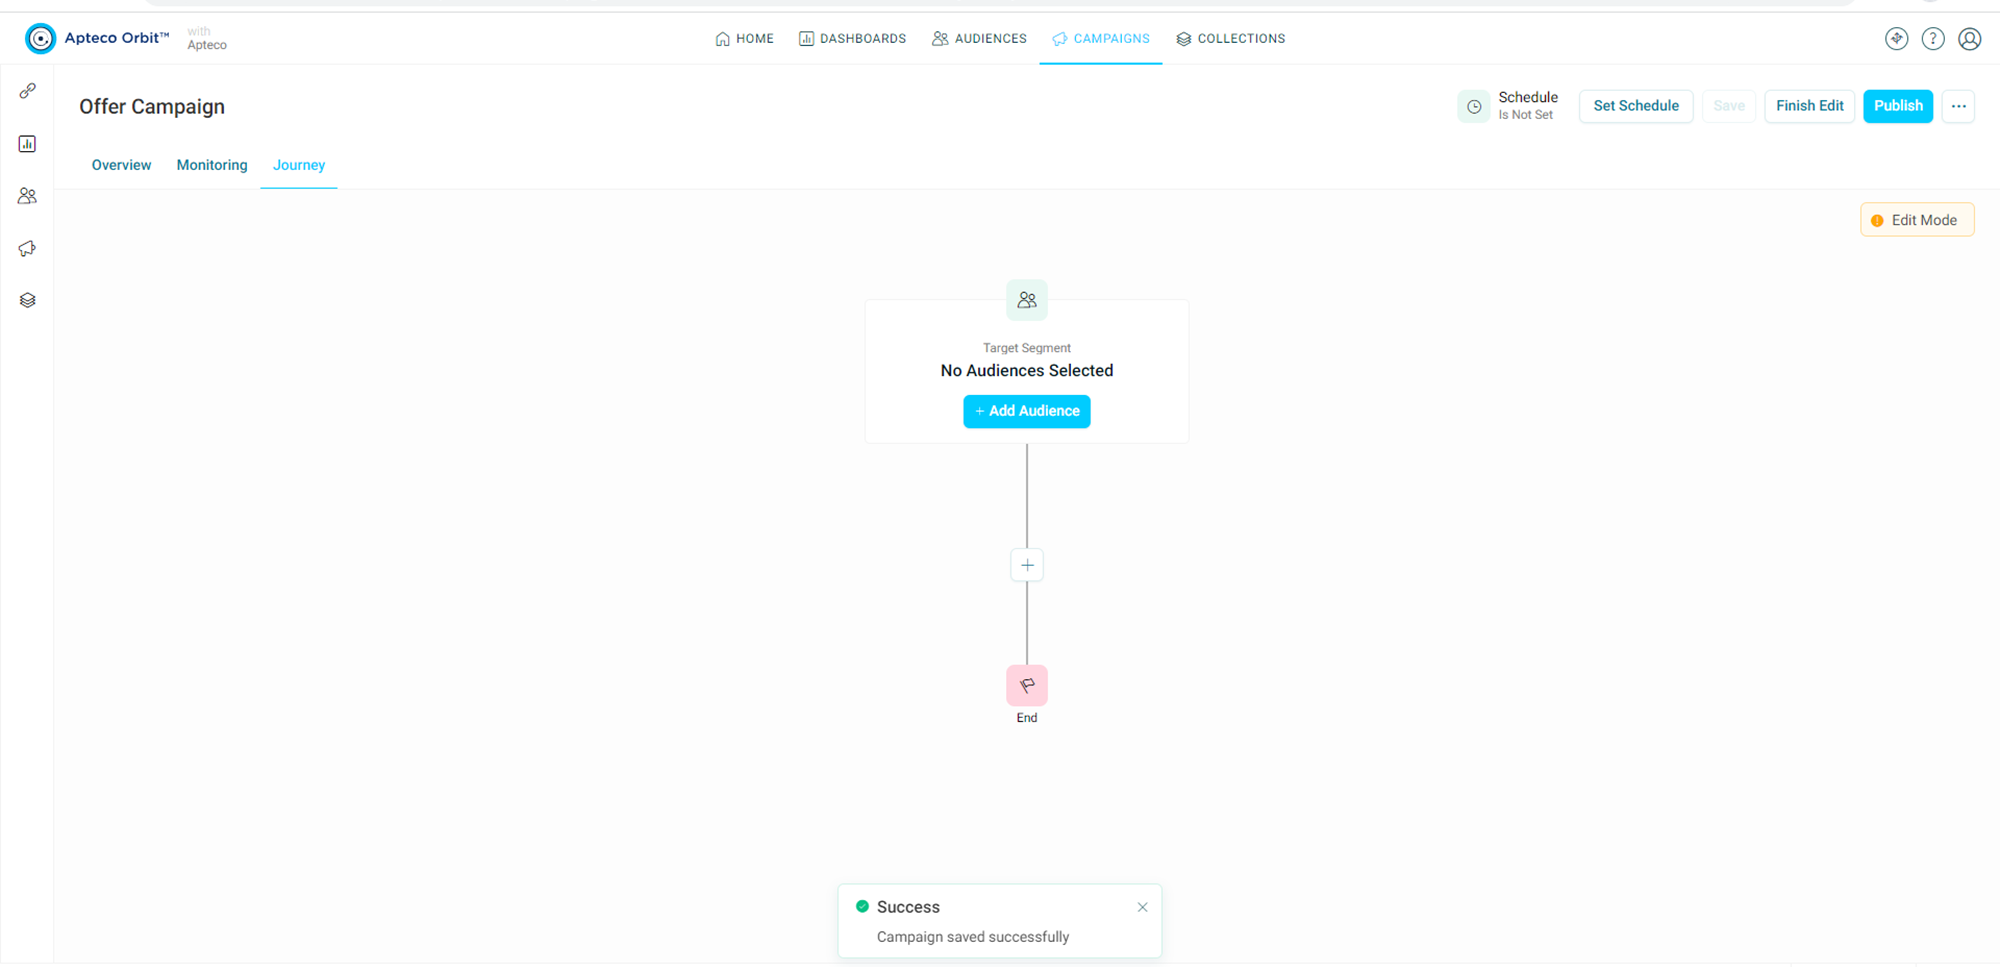 Apteco Orbit™
with
Apteco
HOME
DASHBOARDS
AUDIENCES
CAMPAIGNS
COLLECTIONS
?
Offer Campaign
Schedule
Is Not Set
Set Schedule
Save
Finish Edit
Publish
...
Overview
Monitoring
Journey
Edit Mode
Target Segment
No Audiences Selected
+ Add Audience
+
End
Success
Campaign saved successfully